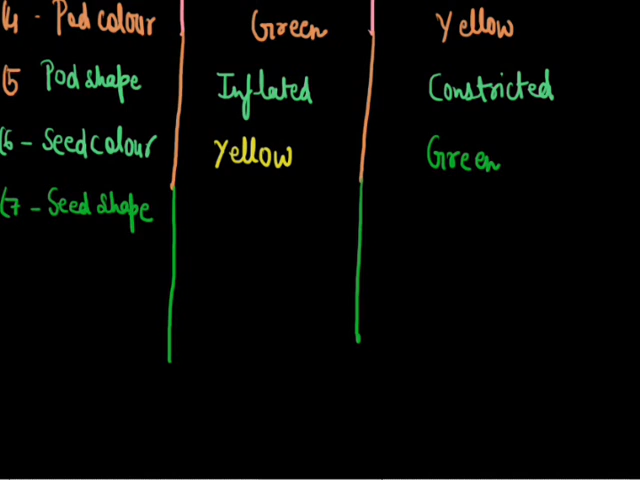 (4 - Pod colour Green Yellow
(5 Pod shape Inflated Constricted
(6 - Seed colour Yellow Green
(7 - Seed shape